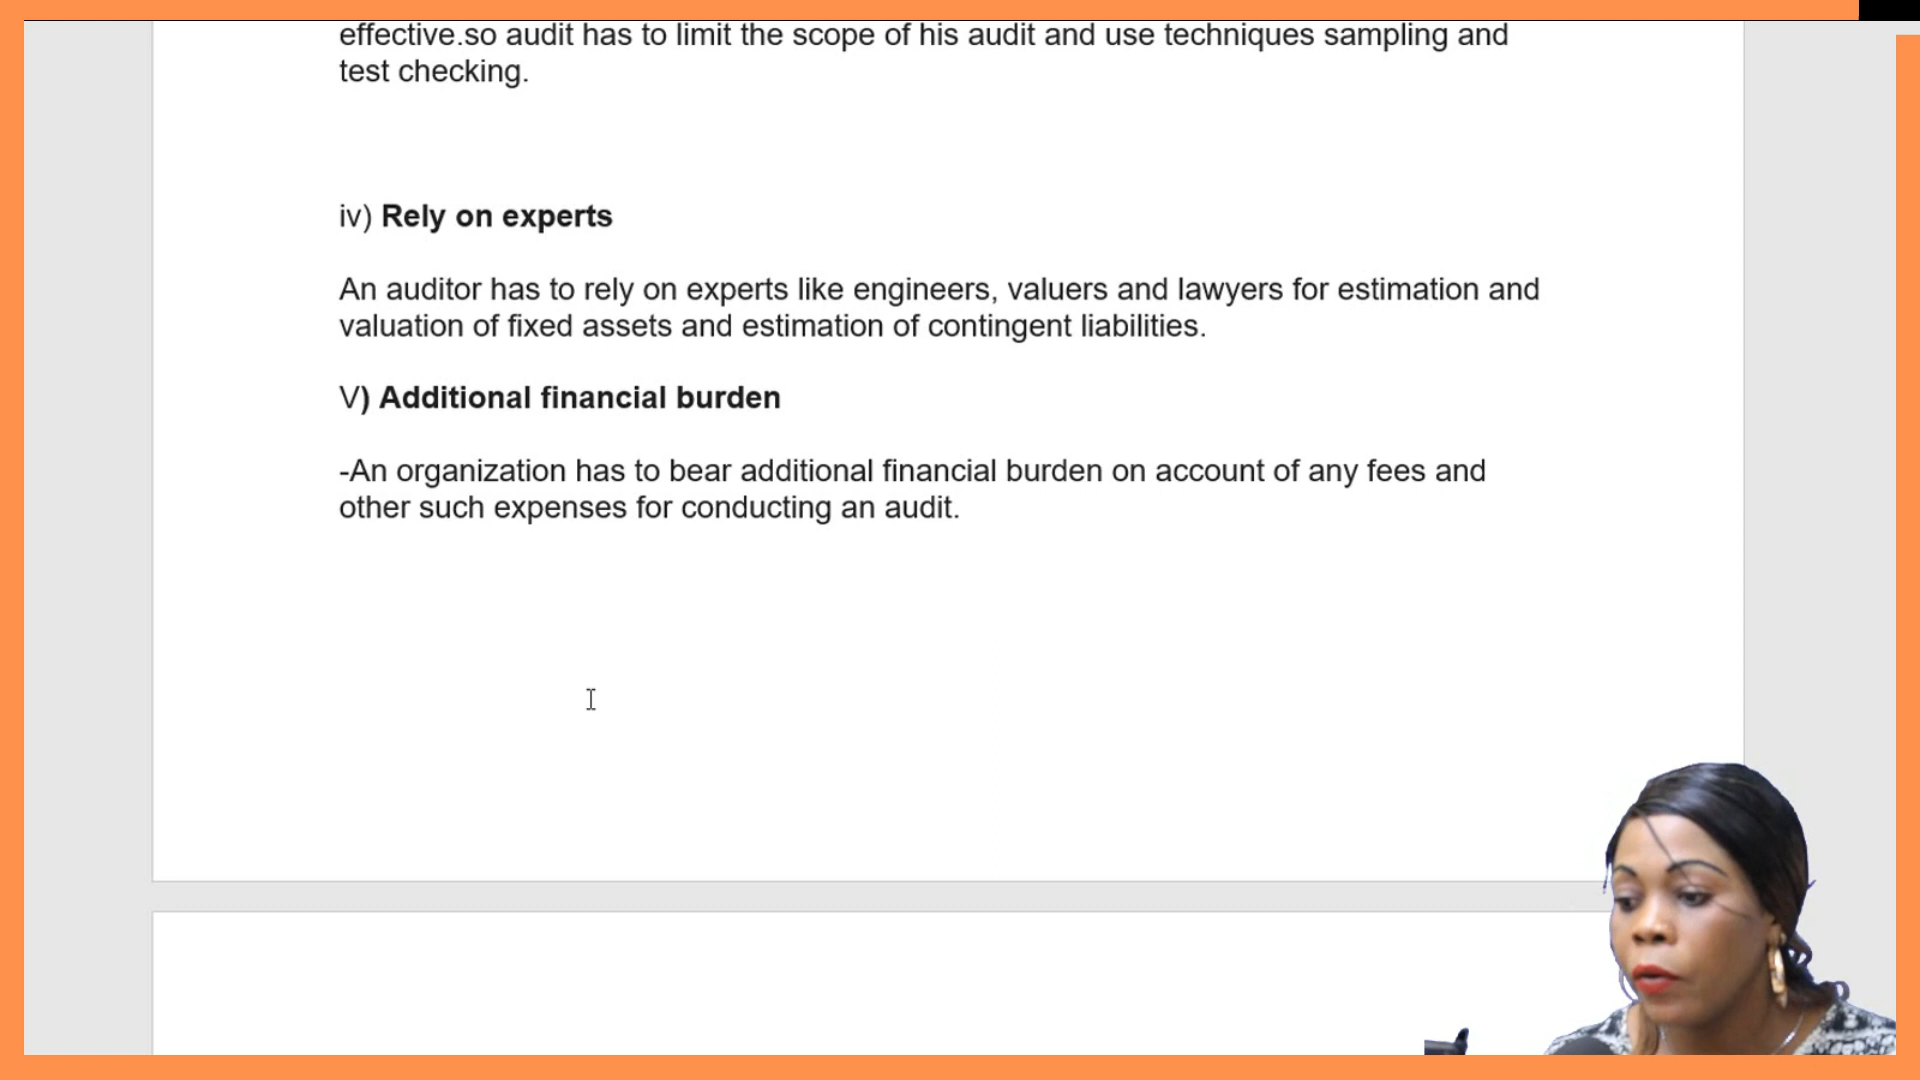 effective.so audit has to limit the scope of his audit and use techniques sampling and
test checking.
iv) Rely on experts
An auditor has to rely on experts like engineers, valuers and lawyers for estimation and
valuation of fixed assets and estimation of contingent liabilities.
V) Additional financial burden
-An organization has to bear additional financial burden on account of any fees and
other such expenses for conducting an audit.